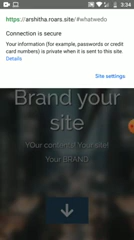 3:34
https://arshitha.roars.site/#whatwedo
Connection is secure
Your information (for example, passwords or credit
card numbers) is private when it is sent to this site
Details
Site settings
Brand your
site
Your BRAND